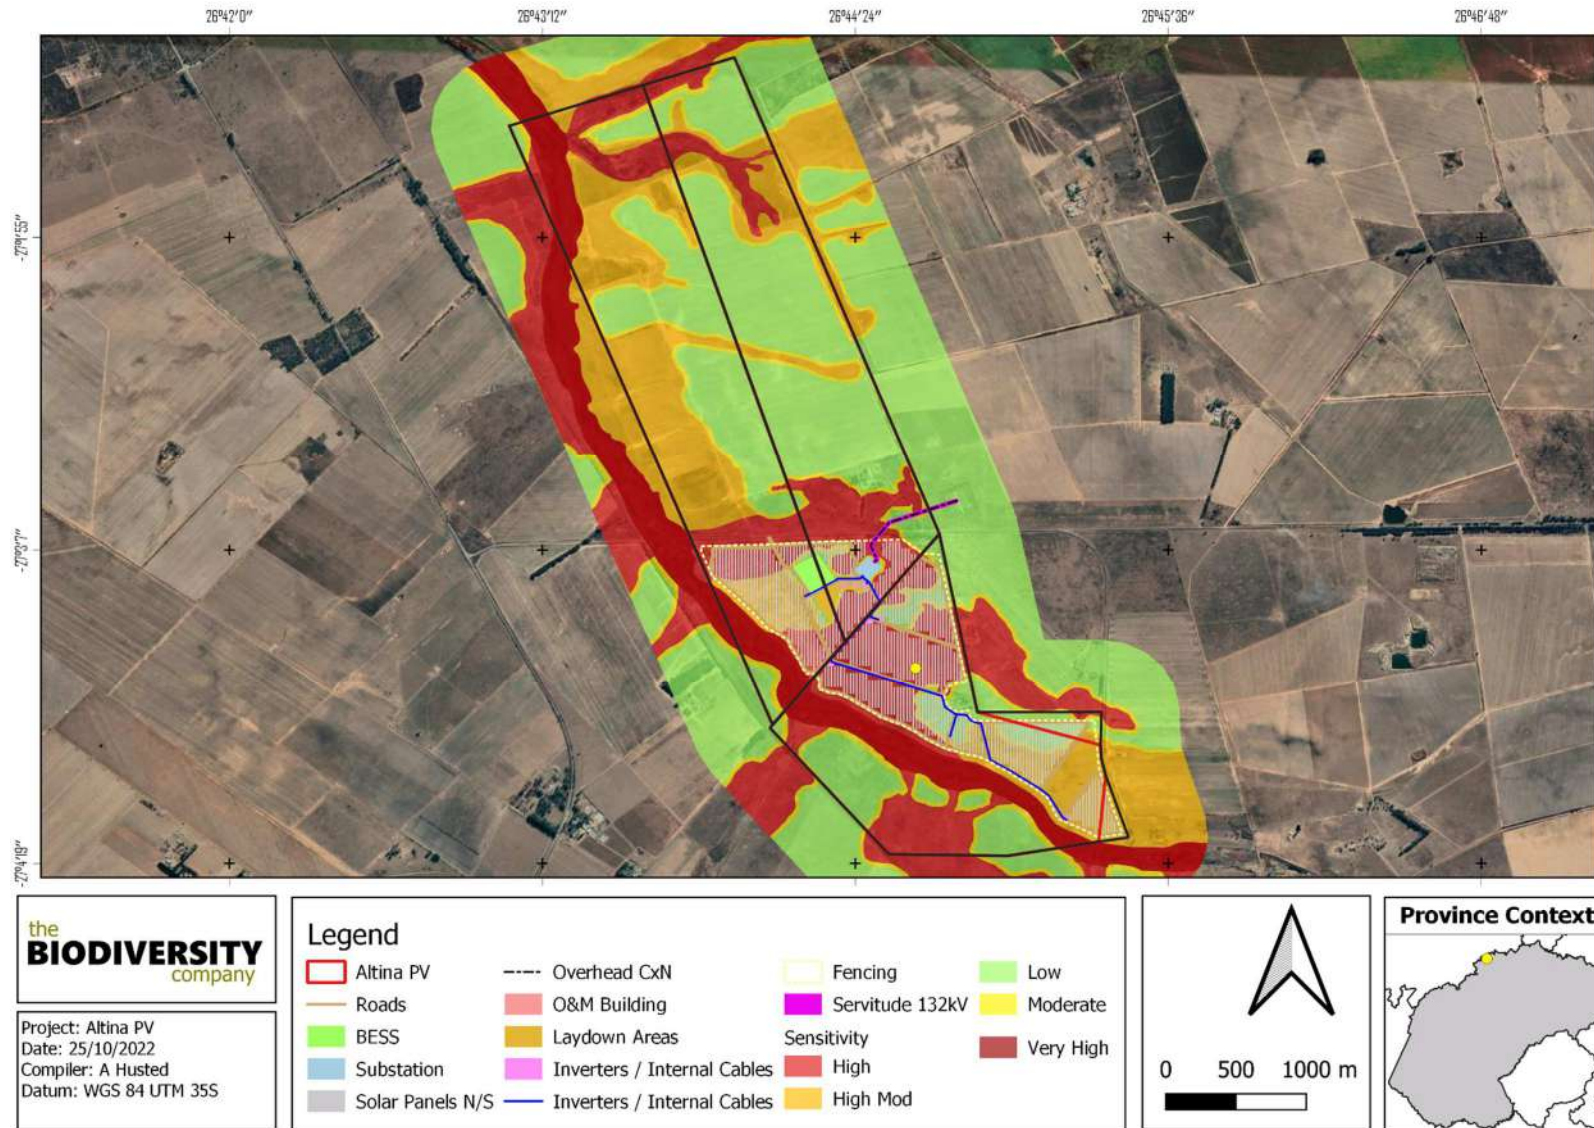 26°42'0" 26°43'12" 26°44'24" 26°45'36" 26°46'48"
-27°1'55"
-27°3'7"
-27°4'19"
the
BIODIVERSITY
company
Project: Altina PV
Date: 25/10/2022
Compiler: A Husted
Datum: WGS 84 UTM 35S
Legend
Altina PV
Roads
BESS
Substation
Solar Panels N/S
Overhead CxN
O&M Building
Laydown Areas
Inverters / Internal Cables
Inverters / Internal Cables
Fencing
Servitude 132kV
Sensitivity
High
High Mod
Low
Moderate
Very High
0 500 1000 m
Province Context